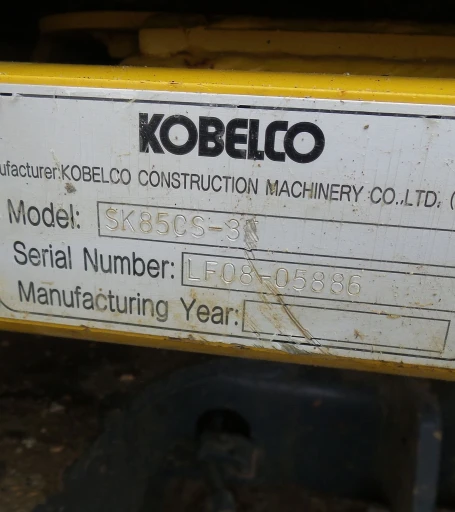 KOBELCO
ufacturer:KOBELCO CONSTRUCTION MACHINERY CO.,LTD. (
Model: SK85CS-3
Serial Number: LF08-05886
Manufacturing Year: